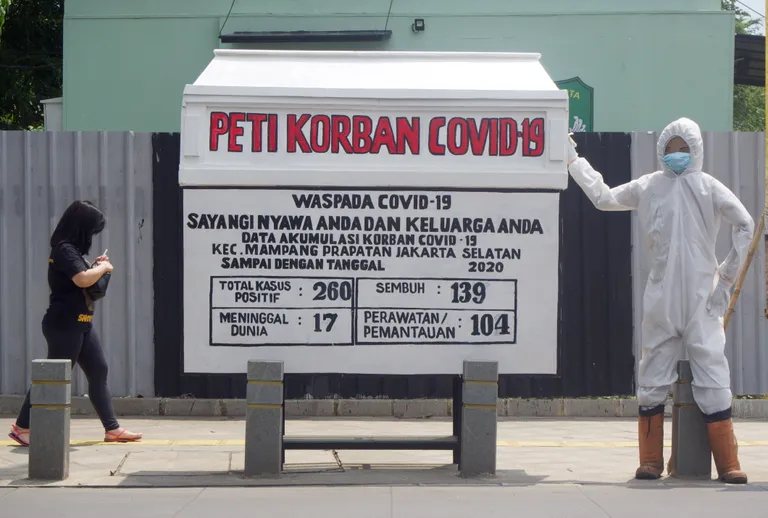 PETI KORBAN COVID-19
WASPADA COVID-19
SAYANGI NYAWA ANDA DAN KELUARGA ANDA
DATA AKUMULASI KORBAN COVID-19
KEC. MAMPANG PRAPATAN JAKARTA SELATAN
SAMPAI DENGAN TANGGAL 2020
TOTAL KASUS POSITIF : 260
SEMBUH : 139
MENINGGAL DUNIA : 17
PERAWATAN/ PEMANTAUAN : 104